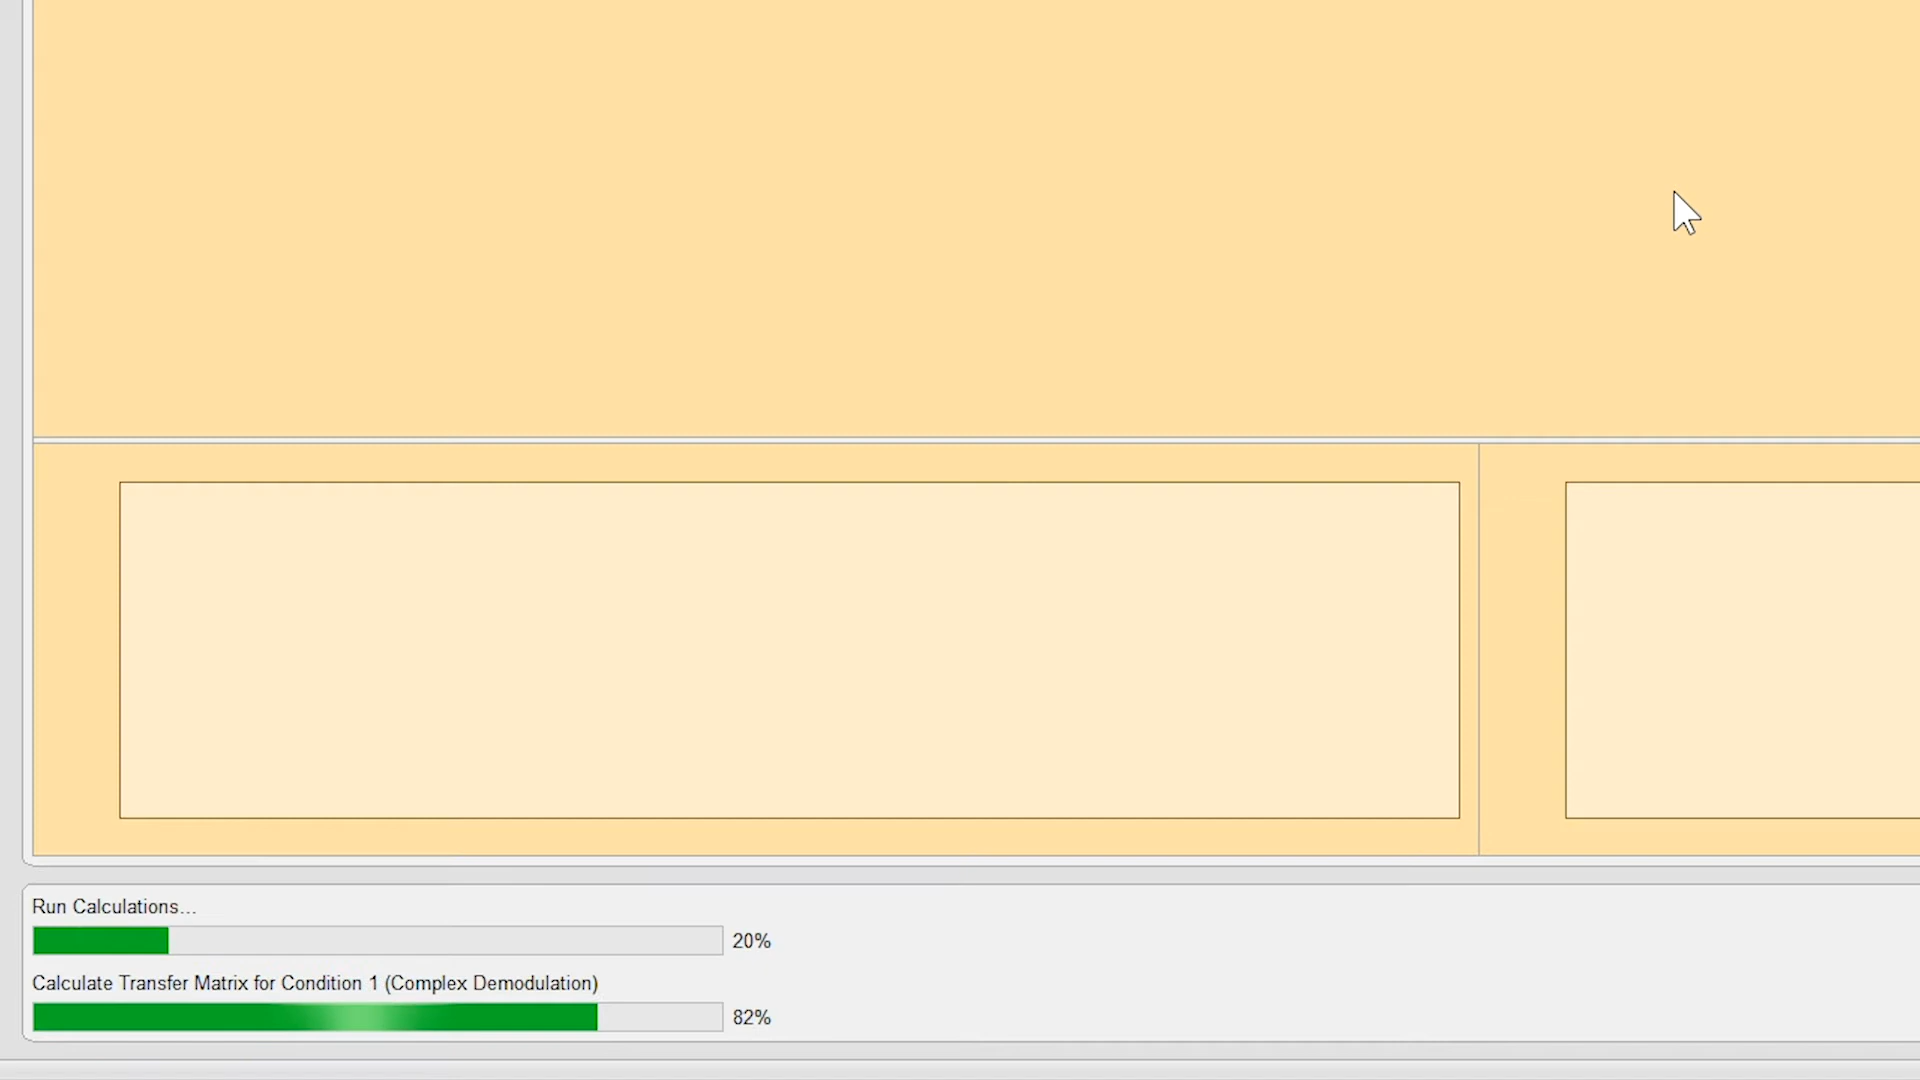 Run Calculations...
20%
Calculate Transfer Matrix for Condition 1 (Complex Demodulation)
82%